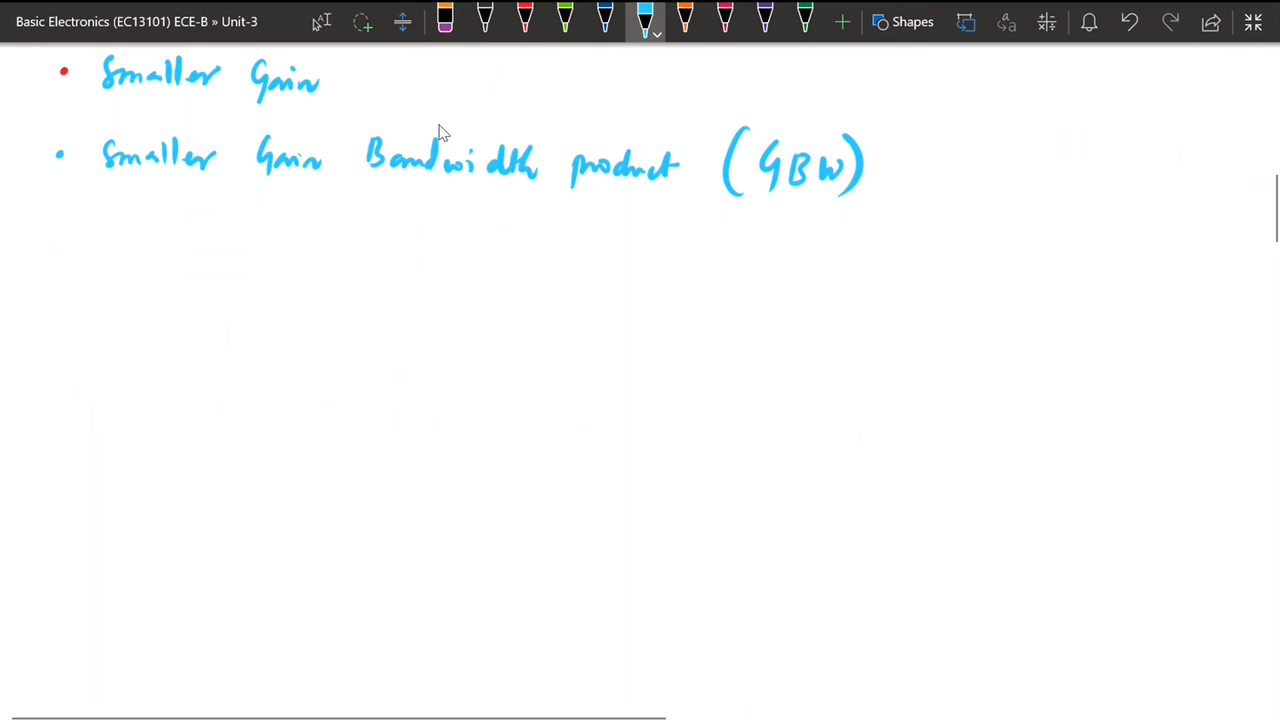 Basic Electronics (EC13101) ECE-B » Unit-3
Shapes
• Smaller Gain
• Smaller Gain Bandwidth product (GBW)